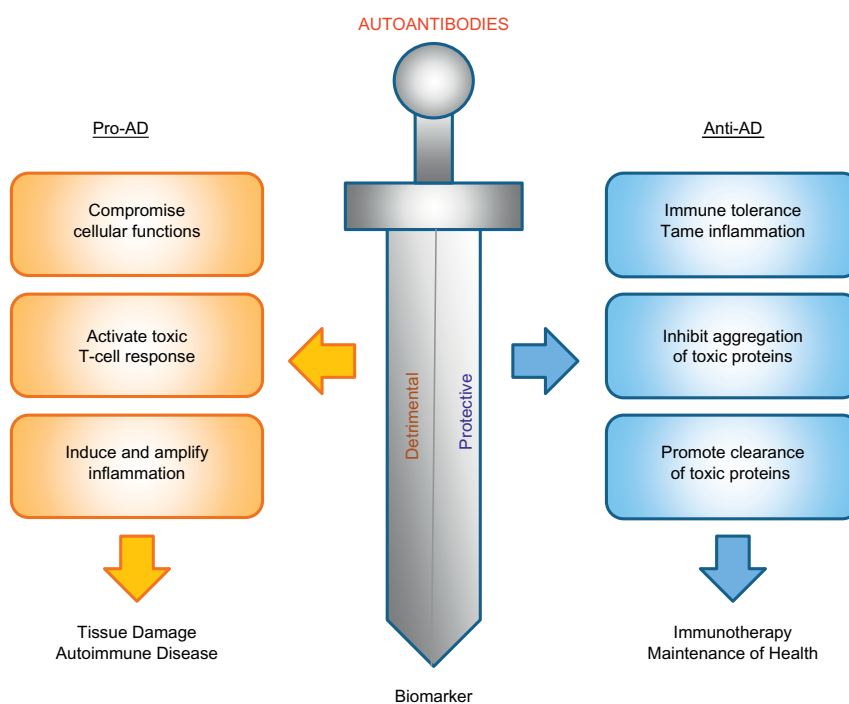 AUTOANTIBODIES
Pro-AD
Compromise
cellular functions
Activate toxic
T-cell response
Induce and amplify
inflammation
Tissue Damage
Autoimmune Disease
Detrimental
Protective
Biomarker
Anti-AD
Immune tolerance
Tame inflammation
Inhibit aggregation
of toxic proteins
Promote clearance
of toxic proteins
Immunotherapy
Maintenance of Health